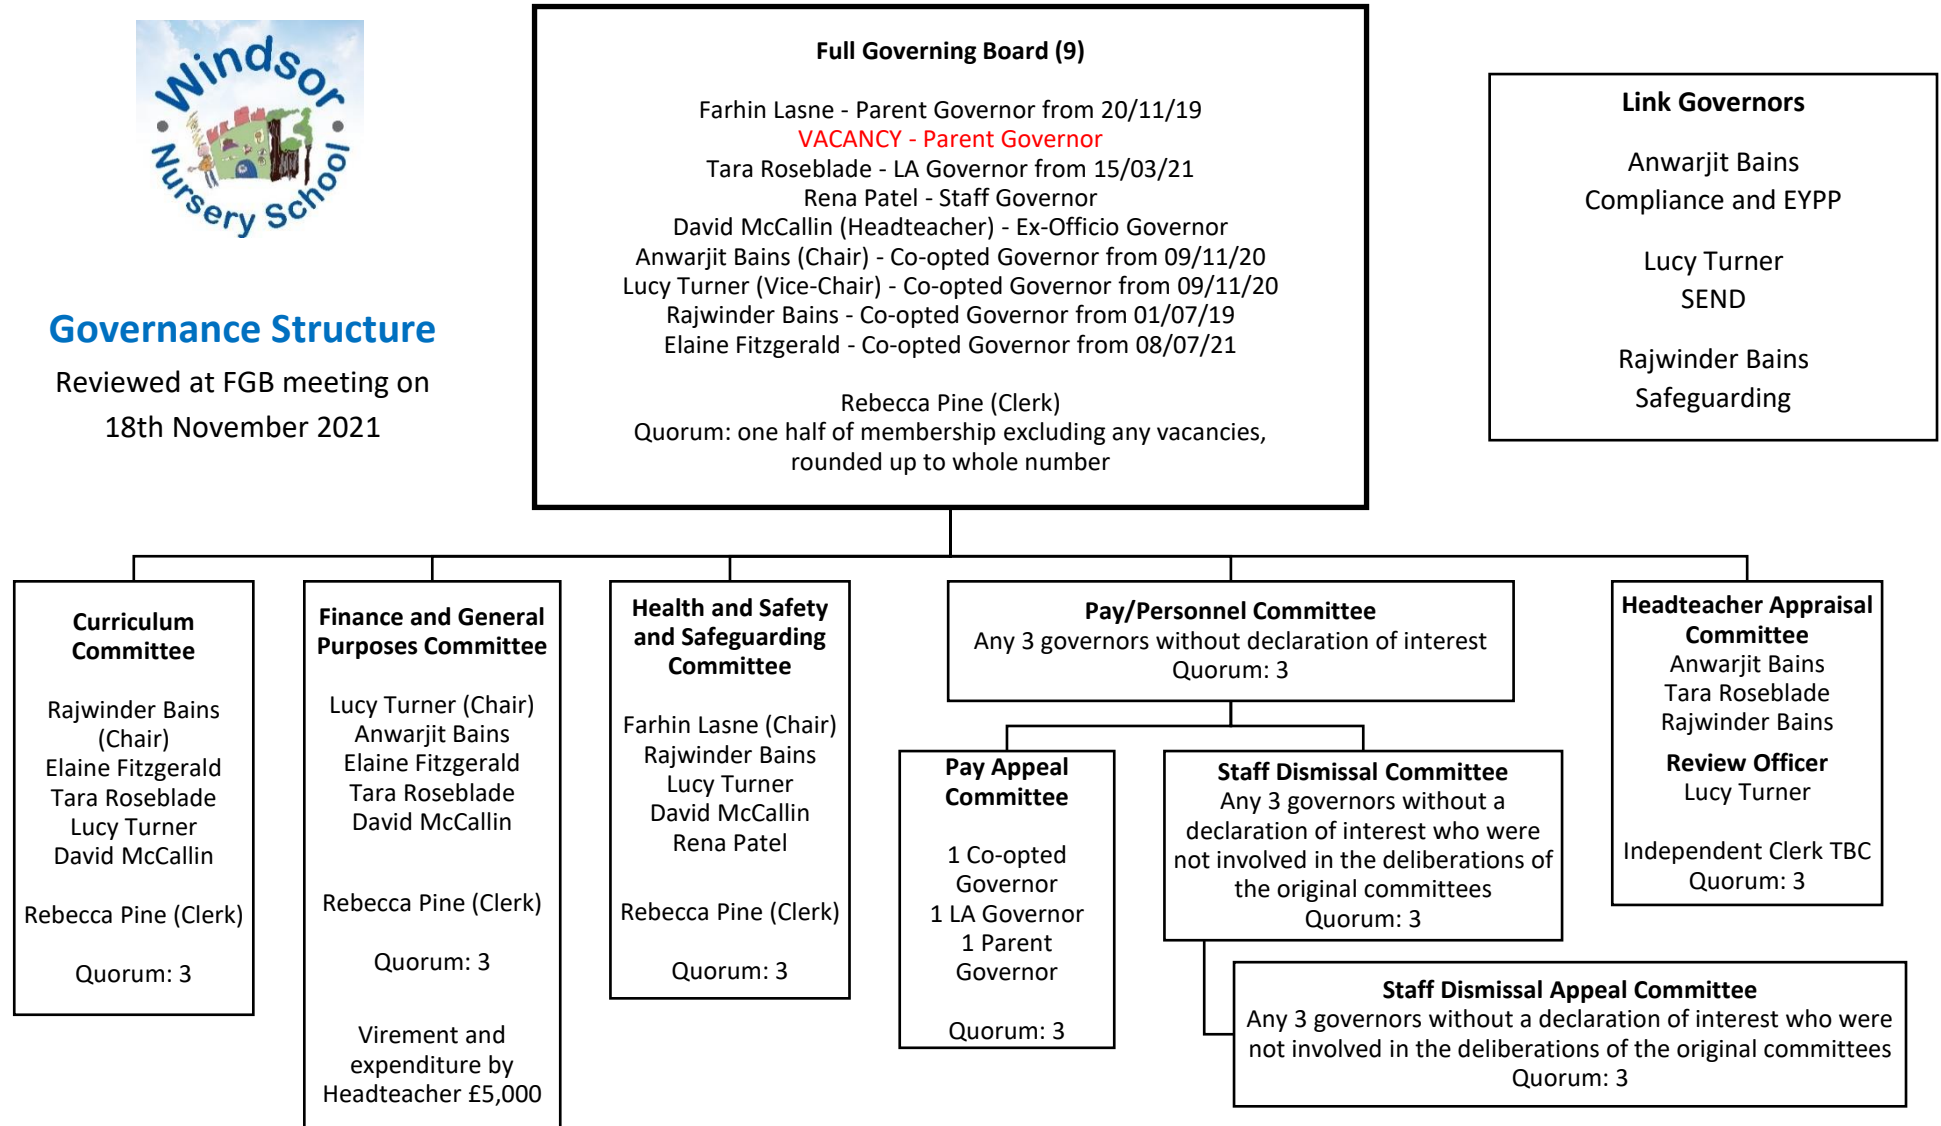 Windsor
Nursery School
Governance Structure
Reviewed at FGB meeting on
18th November 2021
Full Governing Board (9)
Farhin Lasne - Parent Governor from 20/11/19
VACANCY - Parent Governor
Tara Roseblade - LA Governor from 15/03/21
Rena Patel - Staff Governor
David McCallin (Headteacher) - Ex-Officio Governor
Anwarjit Bains (Chair) - Co-opted Governor from 09/11/20
Lucy Turner (Vice-Chair) - Co-opted Governor from 09/11/20
Rajwinder Bains - Co-opted Governor from 01/07/19
Elaine Fitzgerald - Co-opted Governor from 08/07/21
Rebecca Pine (Clerk)
Quorum: one half of membership excluding any vacancies,
rounded up to whole number
Link Governors
Anwarjit Bains
Compliance and EYPP
Lucy Turner
SEND
Rajwinder Bains
Safeguarding
Curriculum
Committee
Rajwinder Bains
(Chair)
Elaine Fitzgerald
Tara Roseblade
Lucy Turner
David McCallin
Rebecca Pine (Clerk)
Quorum: 3
Finance and General
Purposes Committee
Lucy Turner (Chair)
Anwarjit Bains
Elaine Fitzgerald
Tara Roseblade
David McCallin
Rebecca Pine (Clerk)
Quorum: 3
Virement and
expenditure by
Headteacher £5,000
Health and Safety
and Safeguarding
Committee
Farhin Lasne (Chair)
Rajwinder Bains
Lucy Turner
David McCallin
Rena Patel
Rebecca Pine (Clerk)
Quorum: 3
Pay/Personnel Committee
Any 3 governors without declaration of interest
Quorum: 3
Pay Appeal
Committee
1 Co-opted
Governor
1 LA Governor
1 Parent
Governor
Quorum: 3
Staff Dismissal Committee
Any 3 governors without a
declaration of interest who were
not involved in the deliberations of
the original committees
Quorum: 3
Staff Dismissal Appeal Committee
Any 3 governors without a declaration of interest who were
not involved in the deliberations of the original committees
Quorum: 3
Headteacher Appraisal
Committee
Anwarjit Bains
Tara Roseblade
Rajwinder Bains
Review Officer
Lucy Turner
Independent Clerk TBC
Quorum: 3